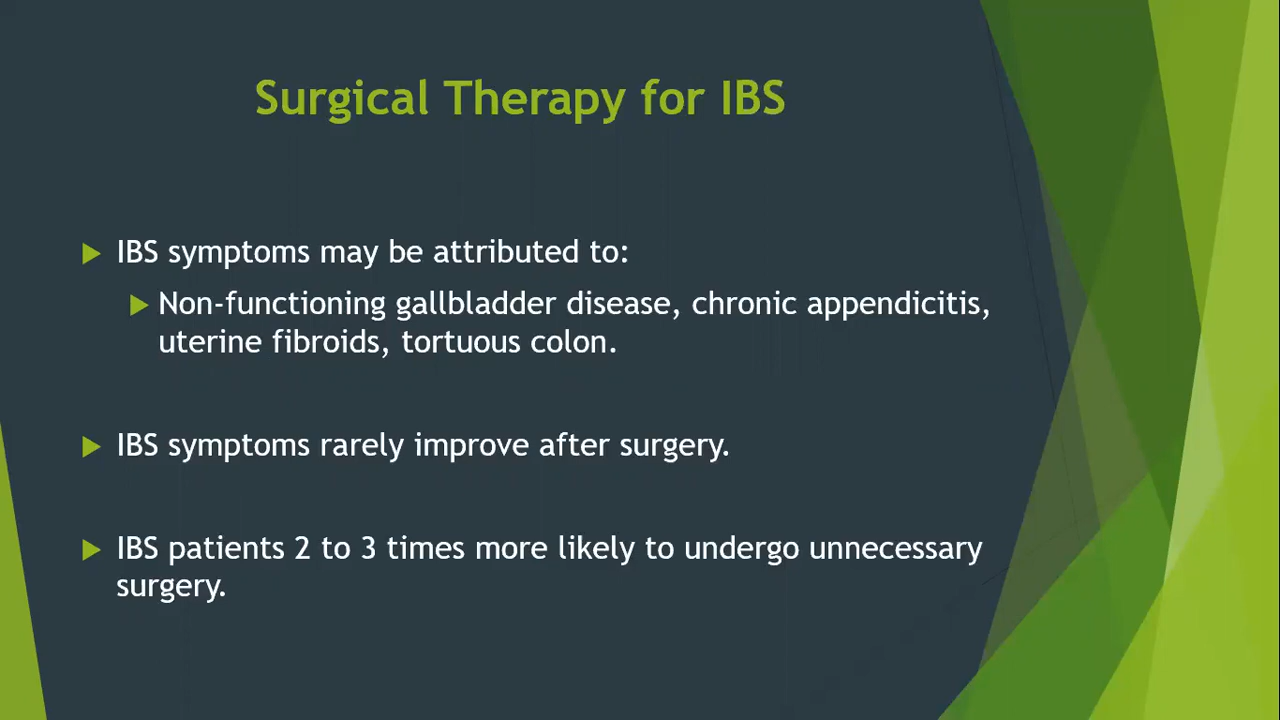 Surgical Therapy for IBS
IBS symptoms may be attributed to:
Non-functioning gallbladder disease, chronic appendicitis,
uterine fibroids, tortuous colon.
IBS symptoms rarely improve after surgery.
IBS patients 2 to 3 times more likely to undergo unnecessary
surgery.